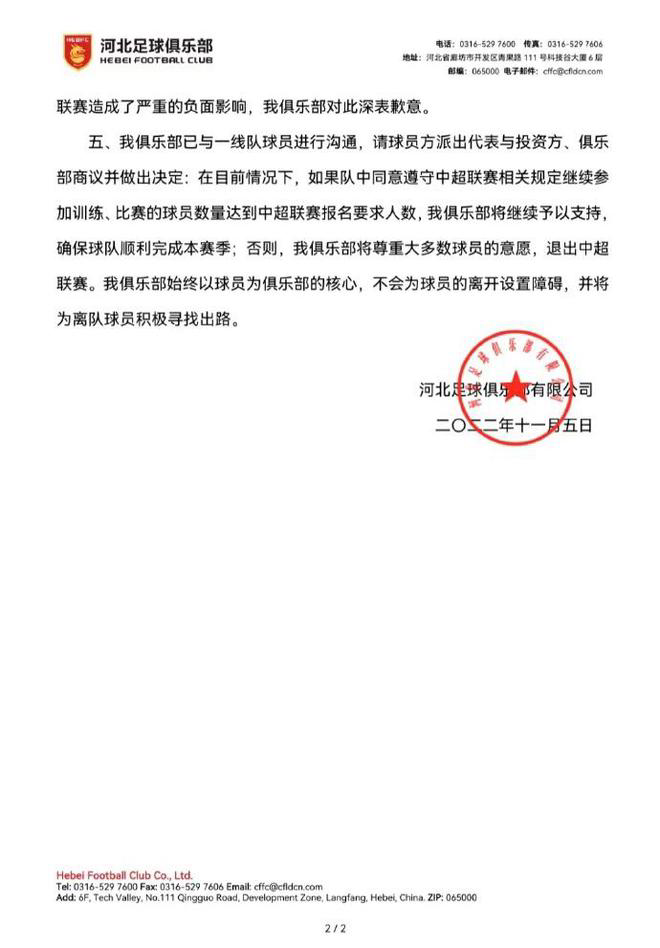 河北足球俱乐部
HEBEI FOOTBALL CLUB
电话：0316-529 7600 传真：0316-529 7606
地址：河北省廊坊市开发区青果路 111 号科技谷大厦 6 层
邮编：065000 电子邮件：cffc@cfldcn.com
联赛造成了严重的负面影响，我俱乐部对此深表歉意。
五、我俱乐部已与一线队球员进行沟通，请球员方派出代表与投资方、俱乐
部商议并做出决定：在目前情况下，如果队中同意遵守中超联赛相关规定继续参
加训练、比赛的球员数量达到中超联赛报名要求人数，我俱乐部将继续予以支持，
确保球队顺利完成本赛季；否则，我俱乐部将尊重大多数球员的意愿，退出中超
联赛。我俱乐部始终以球员为俱乐部的核心，不会为球员的离开设置障碍，并将
为离队球员积极寻找出路。
河北足球俱乐部有限公司
河北足球俱乐部有限公司
二〇二二年十一月五日
Hebei Football Club Co., Ltd.
Tel: 0316-529 7600 Fax: 0316-529 7606 Email: cffc@cfldcn.com
Add: 6F, Tech Valley, No.111 Qingguo Road, Development Zone, Langfang, Hebei, China. ZIP: 065000
2 / 2